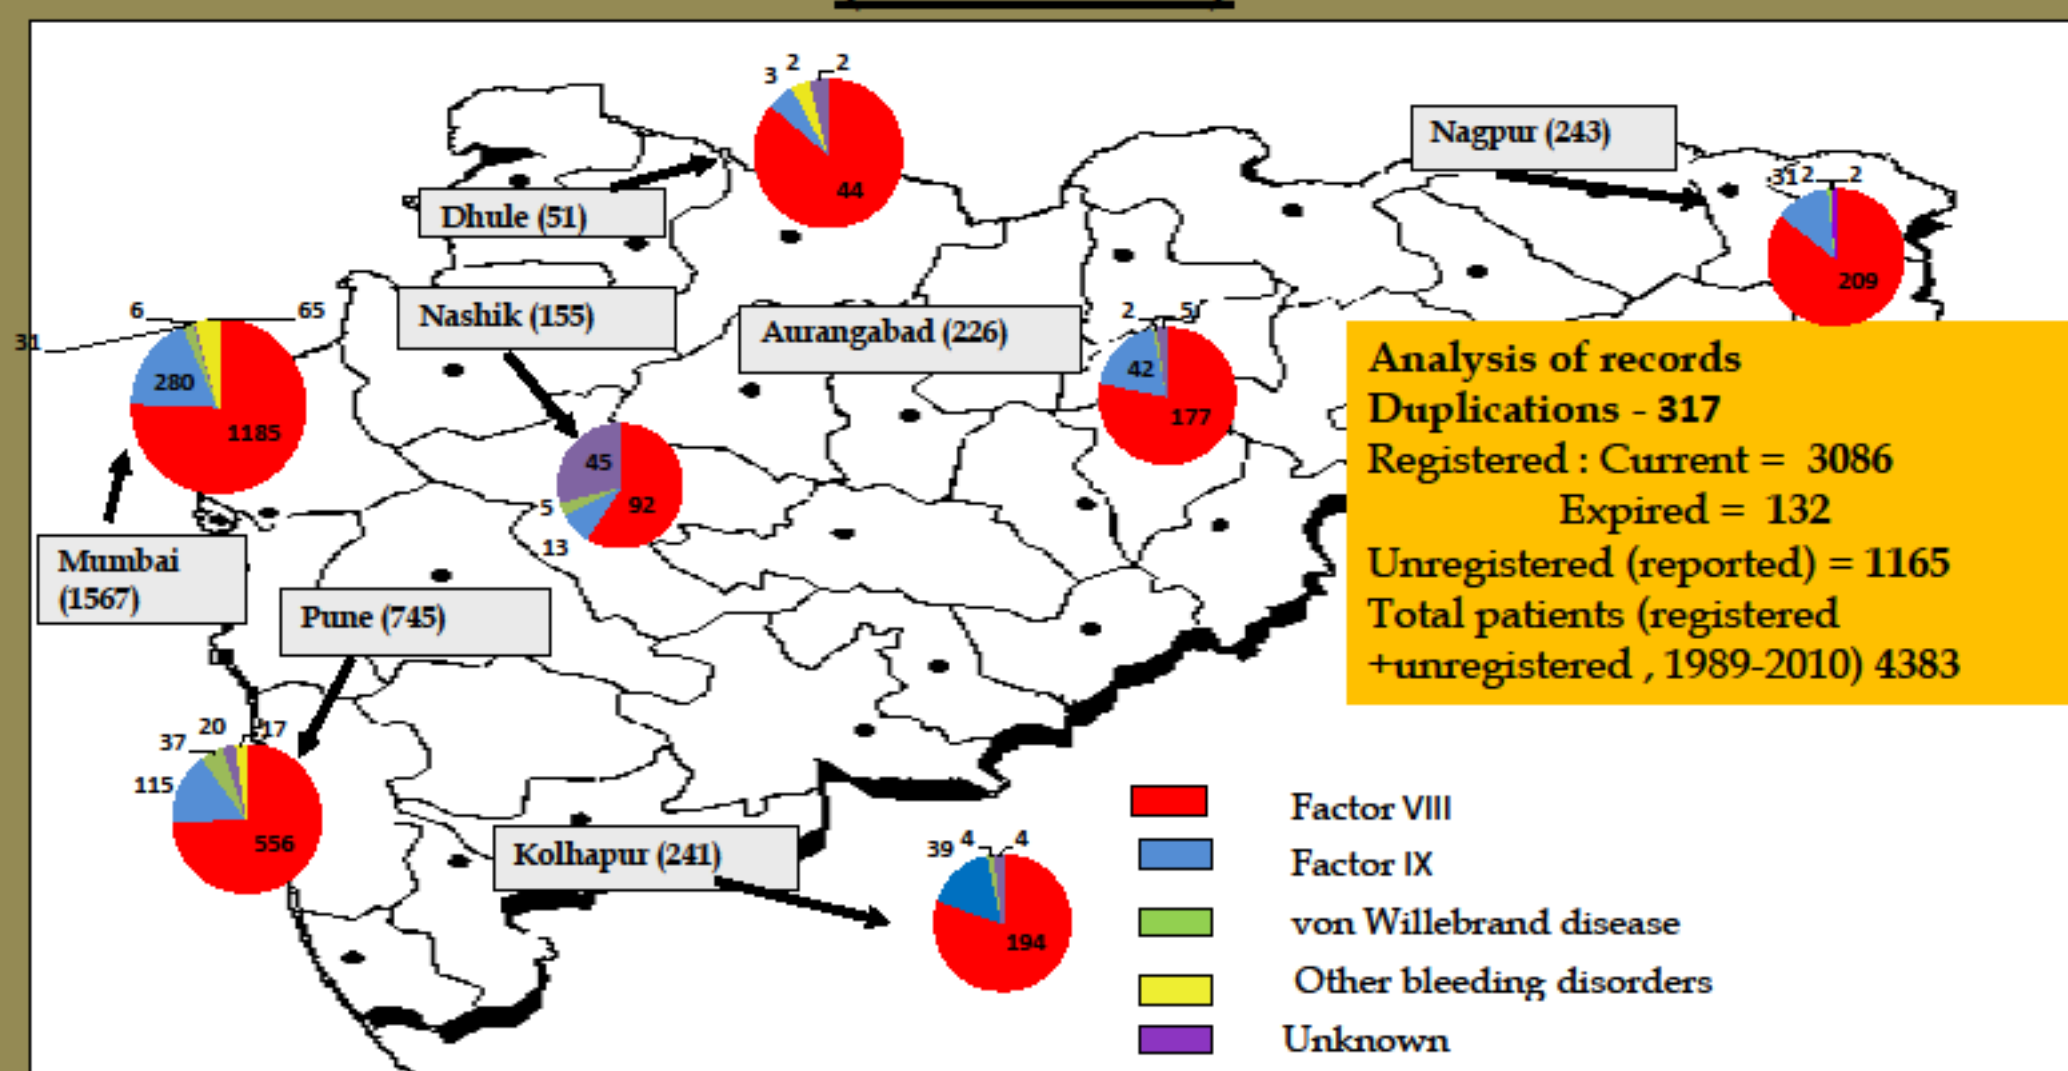 3 2 2
44
Dhule (51)
Nagpur (243)
31 2 2
209
6 65
31
280
1185
Mumbai
(1567)
Nashik (155)
45
92
5
13
Aurangabad (226)
2 5
42
177
Analysis of records
Duplications - 317
Registered : Current = 3086
Expired = 132
Unregistered (reported) = 1165
Total patients (registered
+unregistered , 1989-2010) 4383
Pune (745)
37 20 17
115
556
Kolhapur (241)
39 4 4
194
Factor VIII
Factor IX
von Willebrand disease
Other bleeding disorders
Unknown